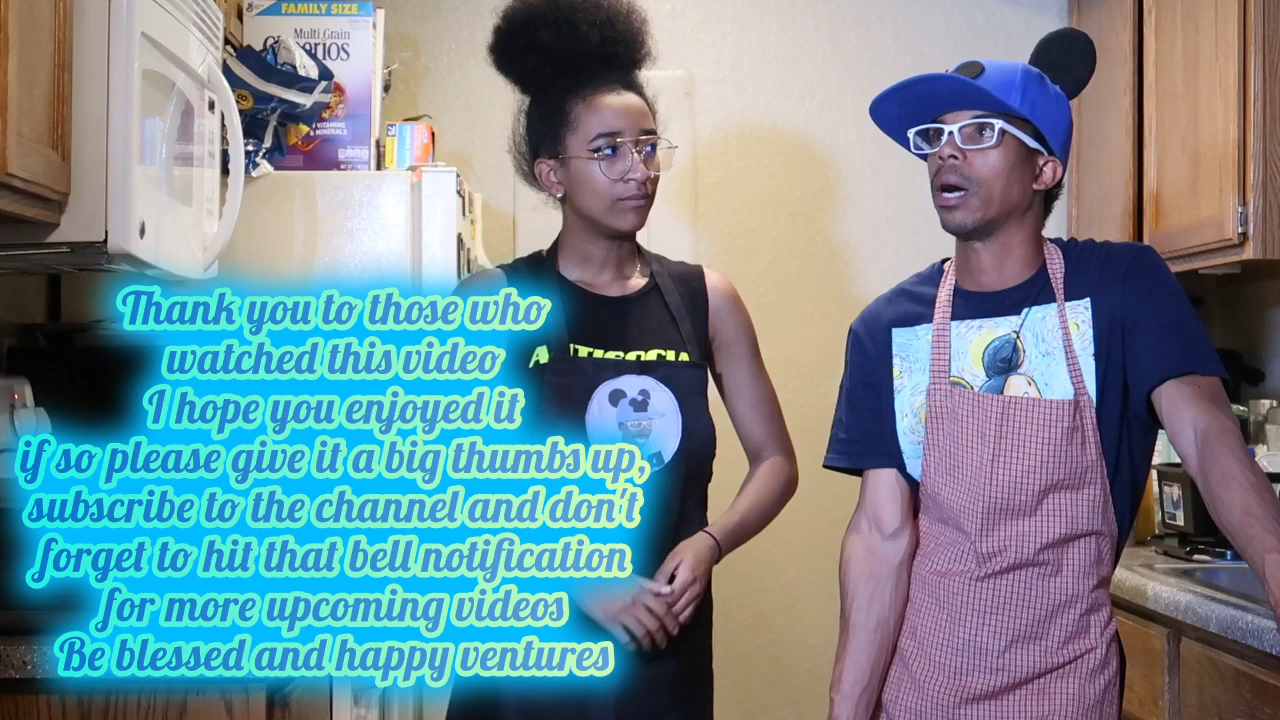 FAMILY SIZE
Multi Grain
VITAMINS
& MINERALS
Thank you to those who
watched this video
I hope you enjoyed it
if so please give it a big thumbs up,
subscribe to the channel and don't
forget to hit that bell notification
for more upcoming videos
Be blessed and happy ventures